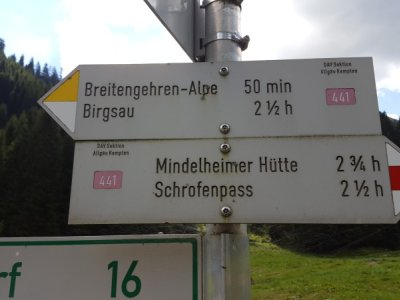 Breitengehren-Alpe 50 min
Birgsau 2 ½ h
DAV Sektion
Allgäu Kempten
441
DAV Sektion
Allgäu Kempten
441
Mindelheimer Hütte 2 ¾ h
Schrofenpass 2 ½ h
rf 16